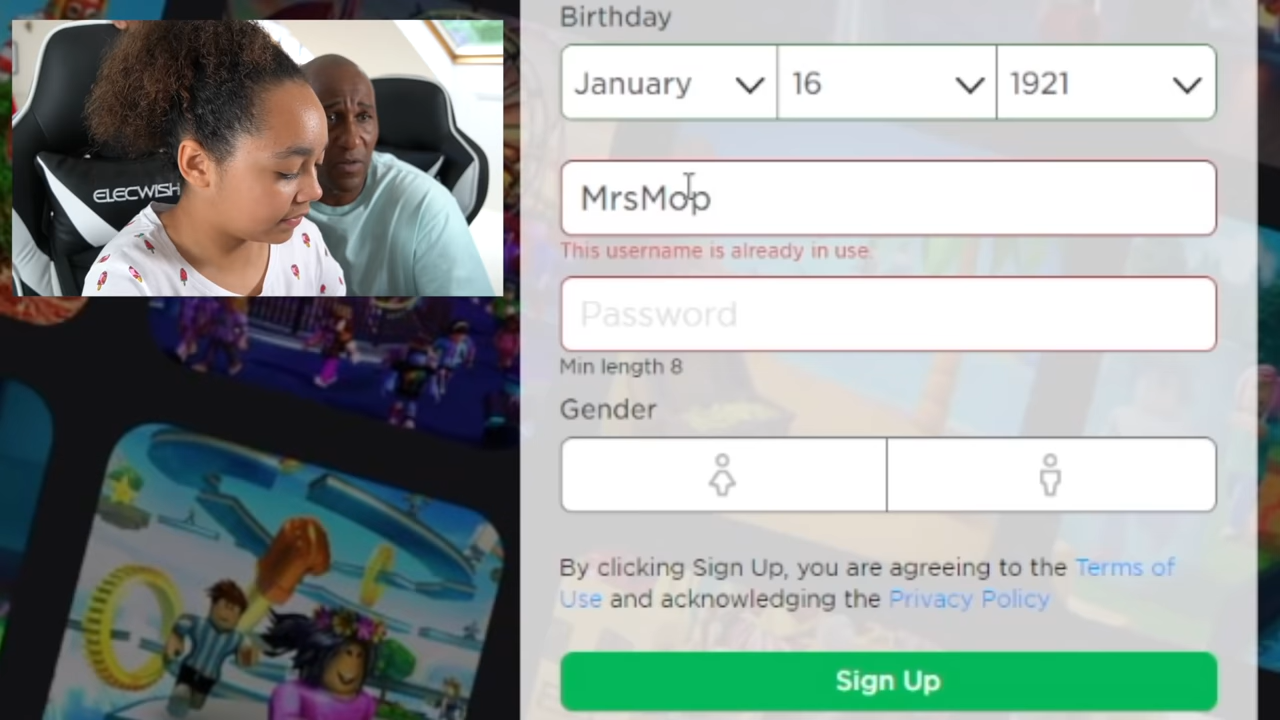 Birthday
January 16 1921
MrsMop
This username is already in use.
Password
Min length 8
Gender
By clicking Sign Up, you are agreeing to the Terms of
Use and acknowledging the Privacy Policy
Sign Up
ELECWISH